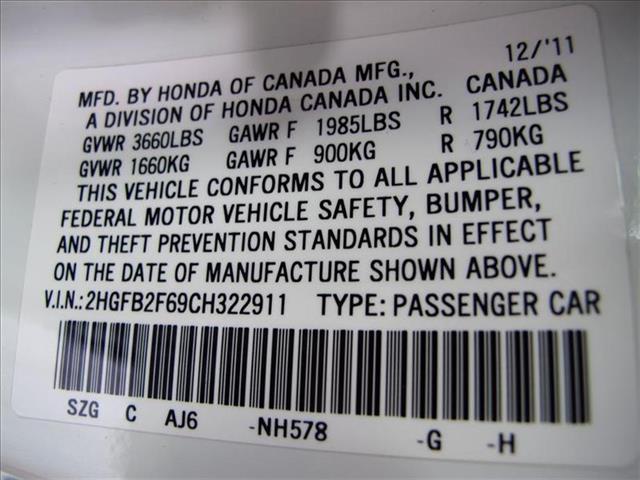 12/'11
MFD. BY HONDA OF CANADA MFG.,
A DIVISION OF HONDA CANADA INC. CANADA
GVWR 3660LBS GAWR F 1985LBS R 1742LBS
GVWR 1660KG GAWR F 900KG R 790KG
THIS VEHICLE CONFORMS TO ALL APPLICABLE
FEDERAL MOTOR VEHICLE SAFETY, BUMPER,
AND THEFT PREVENTION STANDARDS IN EFFECT
ON THE DATE OF MANUFACTURE SHOWN ABOVE.
V.I.N.:2HGFB2F69CH322911 TYPE: PASSENGER CAR
SZG C AJ6 -NH578 -G -H